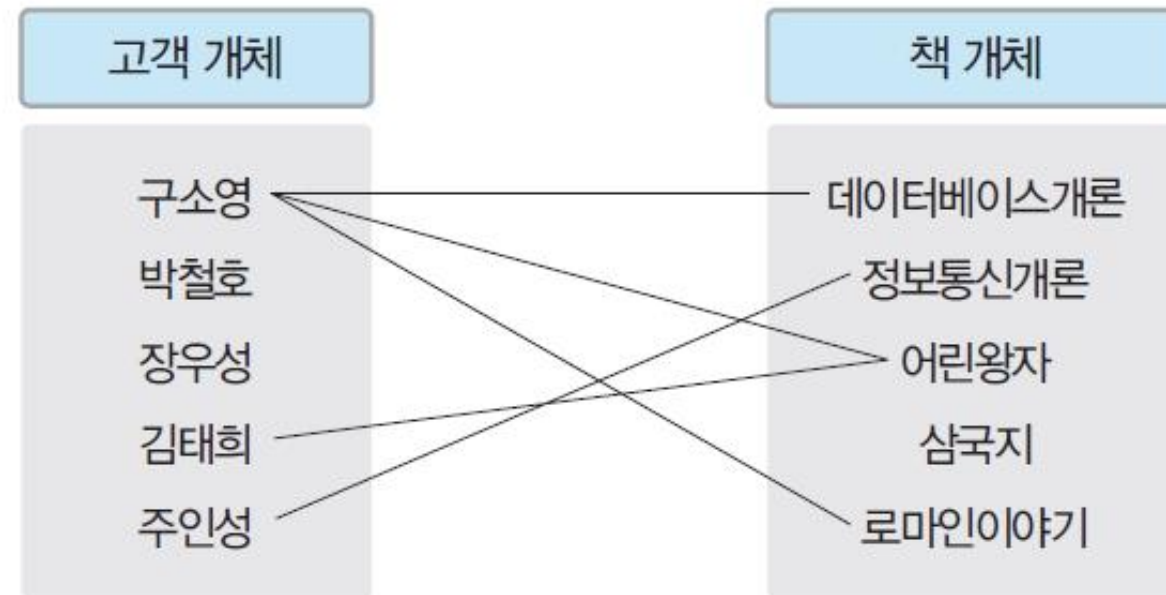 고객 개체
책 개체
구소영
박철호
장우성
김태희
주인성
데이터베이스개론
정보통신개론
어린왕자
삼국지
로마인이야기